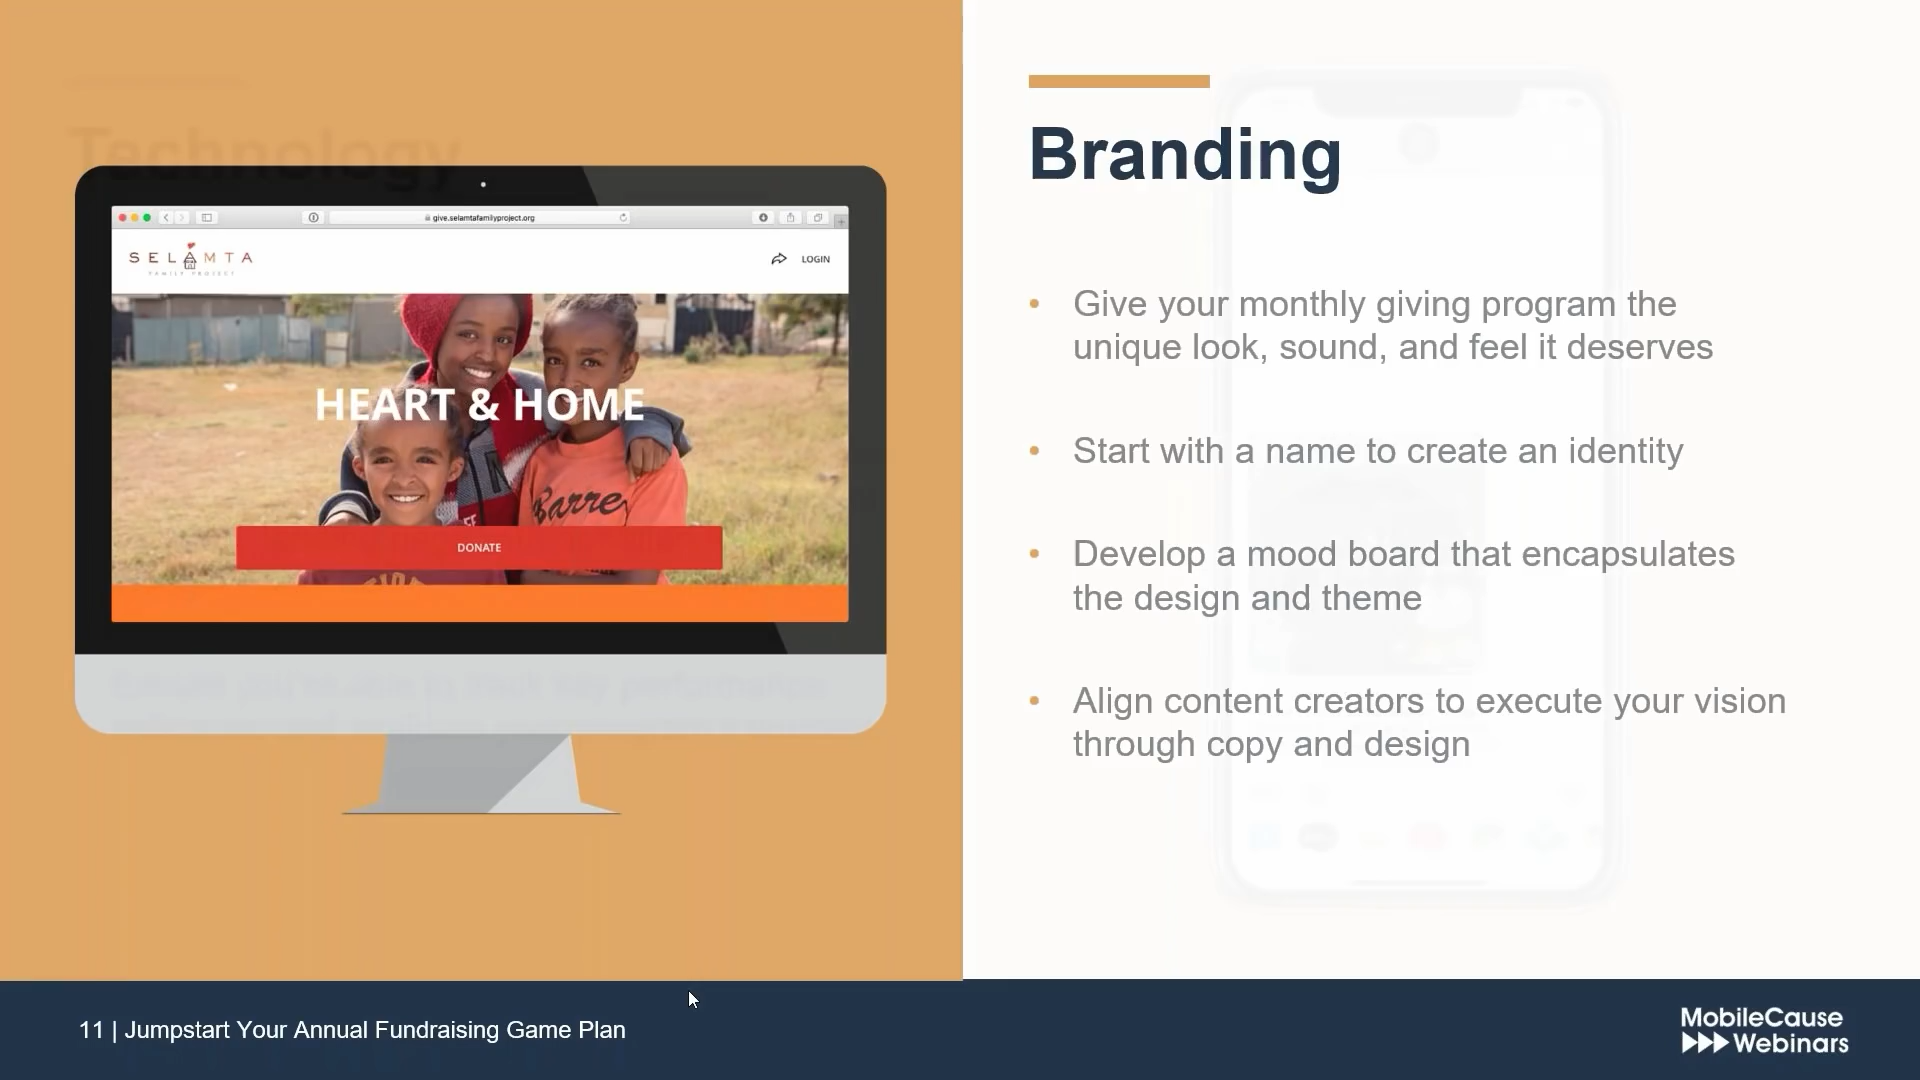 Technology
give.selamtafamilyproject.org
SELAMTA
FAMILY PROJECT
LOGIN
HEART & HOME
Barre
DONATE
Branding
• Give your monthly giving program the
unique look, sound, and feel it deserves
• Start with a name to create an identity
• Develop a mood board that encapsulates
the design and theme
• Align content creators to execute your vision
through copy and design
11 | Jumpstart Your Annual Fundraising Game Plan
MobileCause
Webinars